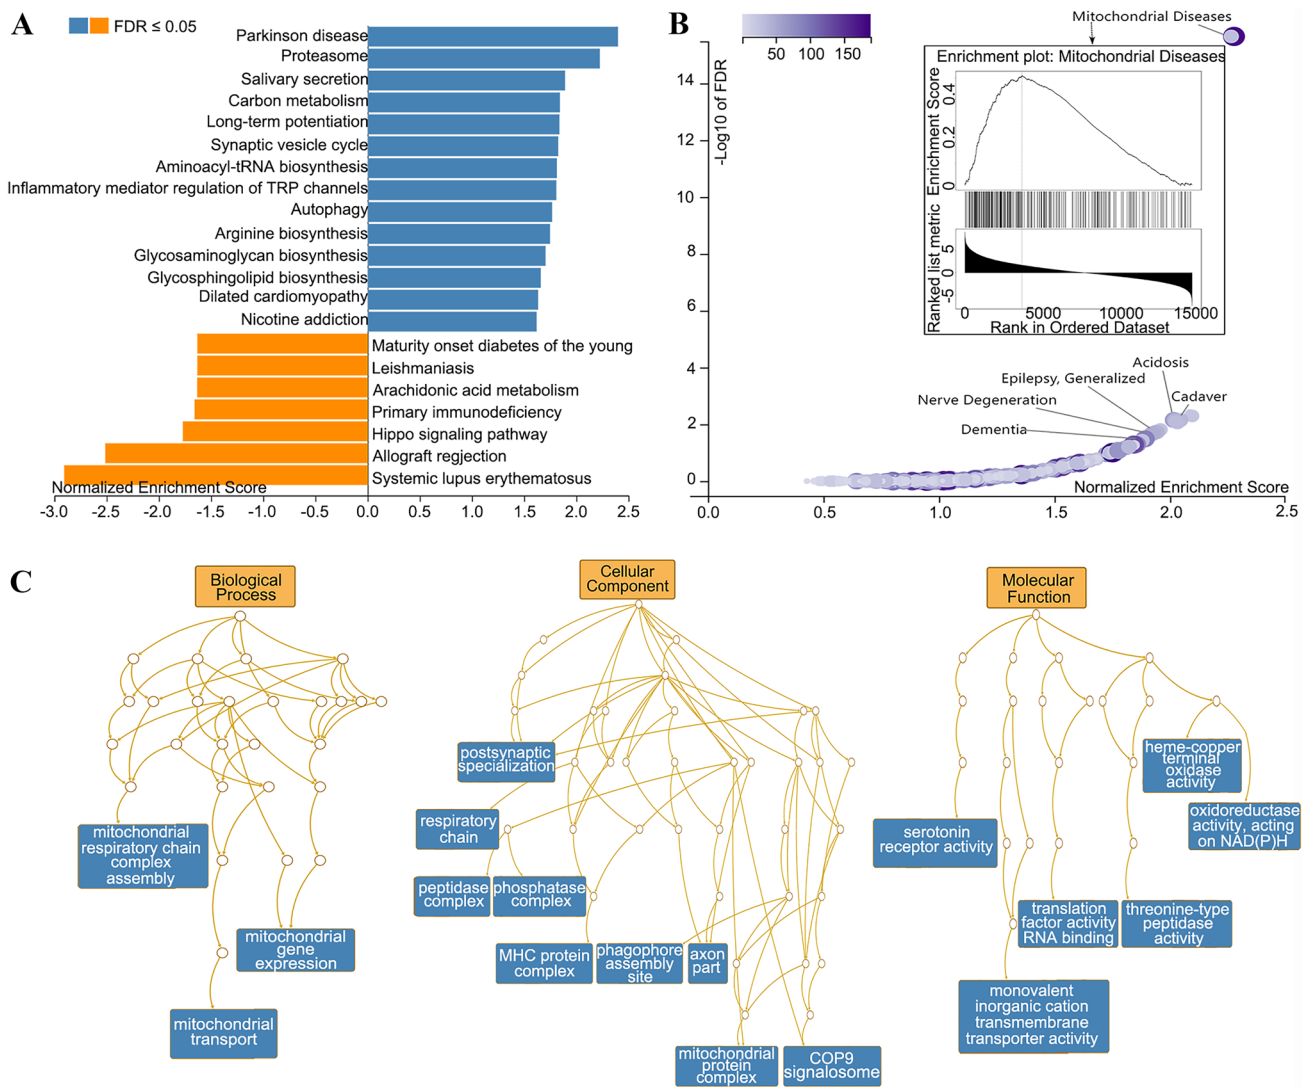 A
FDR ≤ 0.05
Parkinson disease
Proteasome
Salivary secretion
Carbon metabolism
Long-term potentiation
Synaptic vesicle cycle
Aminoacyl-tRNA biosynthesis
Inflammatory mediator regulation of TRP channels
Autophagy
Arginine biosynthesis
Glycosaminoglycan biosynthesis
Glycosphingolipid biosynthesis
Dilated cardiomyopathy
Nicotine addiction
Maturity onset diabetes of the young
Leishmaniasis
Arachidonic acid metabolism
Primary immunodeficiency
Hippo signaling pathway
Allograft regjection
Systemic lupus erythematosus
Normalized Enrichment Score
-3.0 -2.5 -2.0 -1.5 -1.0 -0.5 0.0 0.5 1.0 1.5 2.0 2.5
B
50 100 150
-Log10 of FDR
14
12
10
8
6
4
2
0
Mitochondrial Diseases
Enrichment plot: Mitochondrial Diseases
Enrichment Score
0.4
0.2
0
Ranked list metric
5
0
-5
0 5000 10000 15000
Rank in Ordered Dataset
Acidosis
Epilepsy, Generalized
Cadaver
Nerve Degeneration
Dementia
Normalized Enrichment Score
0.0 0.5 1.0 1.5 2.0 2.5
C
Biological
Process
mitochondrial
respiratory chain
complex
assembly
mitochondrial
gene
expression
mitochondrial
transport
Cellular
Component
postsynaptic
specialization
respiratory
chain
peptidase
complex
phosphatase
complex
MHC protein
complex
phagophore
assembly
site
axon
part
mitochondrial
protein
complex
COP9
signalosome
Molecular
Function
heme-copper
terminal
oxidase
activity
oxidoreductase
activity, acting
on NAD(P)H
serotonin
receptor activity
translation
factor activity
RNA binding
threonine-type
peptidase
activity
monovalent
inorganic cation
transmembrane
transporter activity